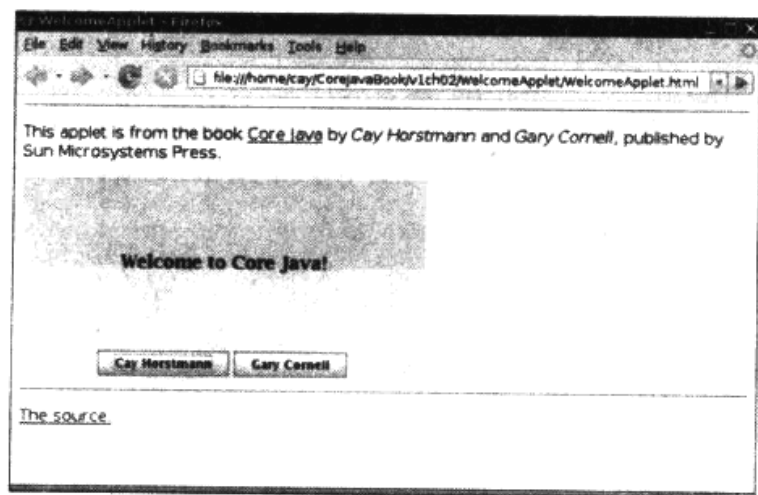 WelcomeApplet - Firefox
File Edit View History Bookmarks Tools Help
file:///home/cay/CorejavaBook/v1ch02/WelcomeApplet/WelcomeApplet.html
This applet is from the book Core Java by Cay Horstmann and Gary Cornell, published by
Sun Microsystems Press.
Welcome to Core Java!
Cay Horstmann Gary Cornell
The source.